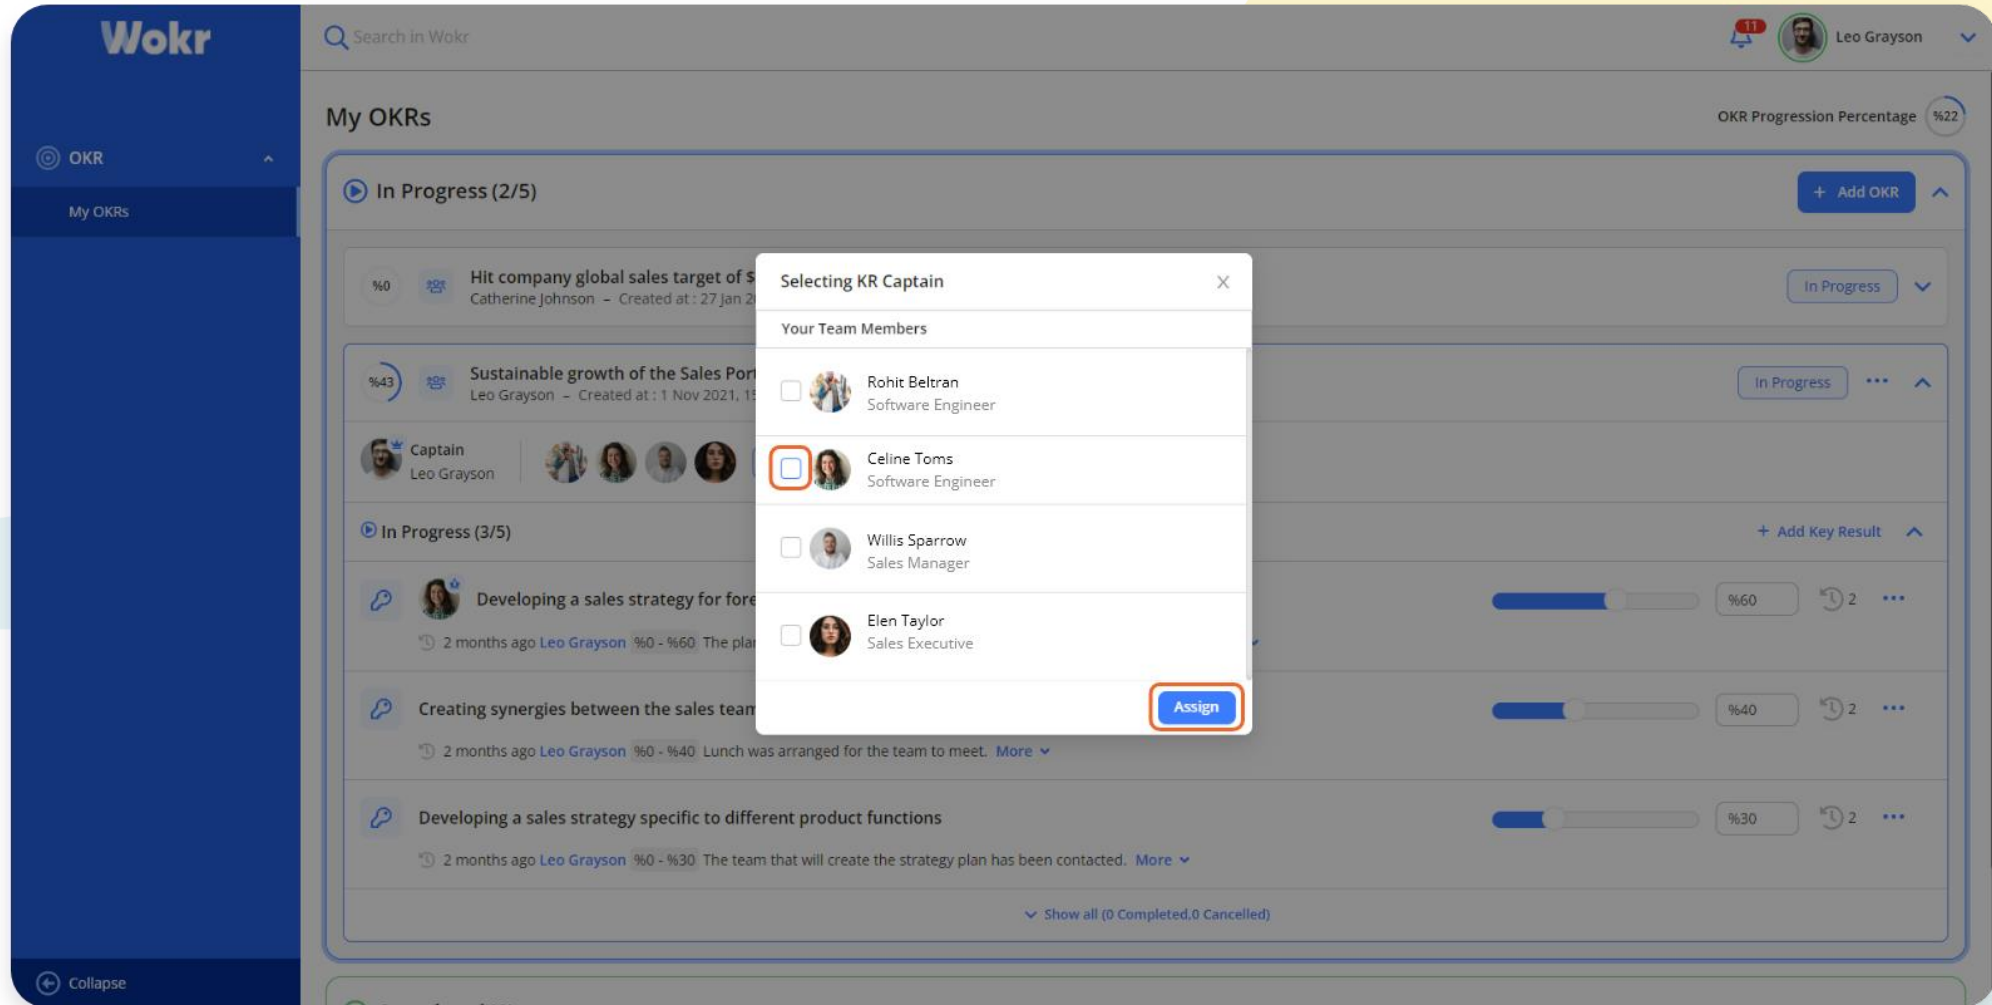 Wokr
Search in Wokr
11
Leo Grayson
My OKRs
OKR Progression Percentage %22
OKR
My OKRs
In Progress (2/5)
+ Add OKR
%0
Hit company global sales target of $
Catherine Johnson – Created at : 27 Jan 2
In Progress
%43
Sustainable growth of the Sales Por
Leo Grayson – Created at : 1 Nov 2021, 1
In Progress
Captain
Leo Grayson
In Progress (3/5)
+ Add Key Result
Developing a sales strategy for fore
%60
2
2 months ago Leo Grayson %0 - %60 The pla
Creating synergies between the sales team
%40
2
2 months ago Leo Grayson %0 - %40 Lunch was arranged for the team to meet. More
Developing a sales strategy specific to different product functions
%30
2
2 months ago Leo Grayson %0 - %30 The team that will create the strategy plan has been contacted. More
Show all (0 Completed,0 Cancelled)
Collapse
Selecting KR Captain
Your Team Members
Rohit Beltran
Software Engineer
Celine Toms
Software Engineer
Willis Sparrow
Sales Manager
Elen Taylor
Sales Executive
Assign